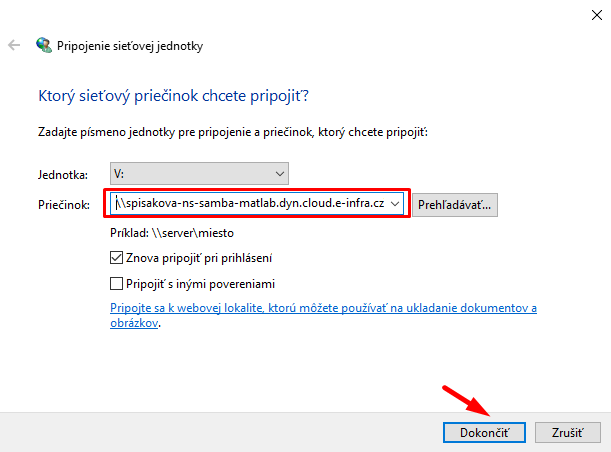 Pripojenie sieťovej jednotky
Ktorý sieťový priečinok chcete pripojiť?
Zadajte písmeno jednotky pre pripojenie a priečinok, ktorý chcete pripojiť:
Jednotka: V:
Priečinok: \\spisakova-ns-samba-matlab.dyn.cloud.e-infra.cz Prehľadávať...
Príklad: \\server\miesto
Znova pripojiť pri prihlásení
Pripojiť s inými povereniami
Pripojte sa k webovej lokalite, ktorú môžete používať na ukladanie dokumentov a
obrázkov.
Dokončiť Zrušiť